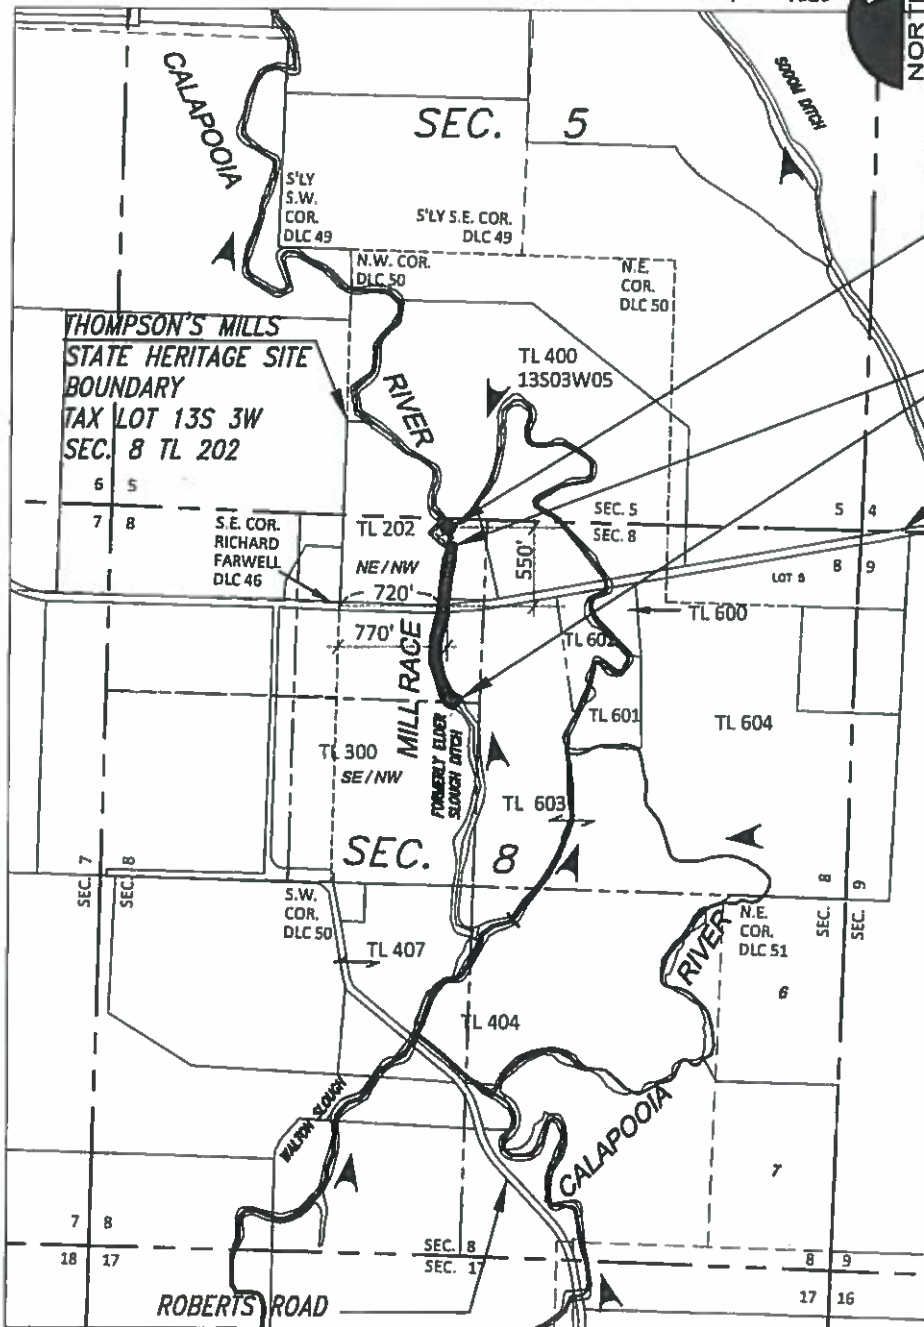 NORT
CALAPOOIA
SODOM DITCH
SEC. 5
S'LY
S.W.
COR.
DLC 49
S'LY S.E. COR.
DLC 49
N.W. COR.
DLC 50
N.E.
COR.
DLC 50
THOMPSON'S MILLS
STATE HERITAGE SITE
BOUNDARY
TAX LOT 13S 3W
SEC. 8 TL 202
RIVER
TL 400
13S03W05
6 5
7 8
S.E. COR.
RICHARD
FARWELL
DLC 46
TL 202
NE/NW
720'
770'
550'
SEC. 5
SEC. 8
5 4
8 9
LOT 5
TL 600
TL 602
TL 601
TL 604
MILL RACE
FORMERLY ELDER
SLOUGH DITCH
TL 300
SE/NW
TL 603
SEC. 8
SEC. 7
8
8
SEC. 9
SEC.
S.W.
COR.
DLC 50
TL 407
TL 404
RIVER
N.E.
COR.
DLC 51
6
WALTON SLOUGH
CALAPOOIA
7
7 8
18 17
SEC. 8
SEC. 17
8 9
17 16
ROBERTS ROAD